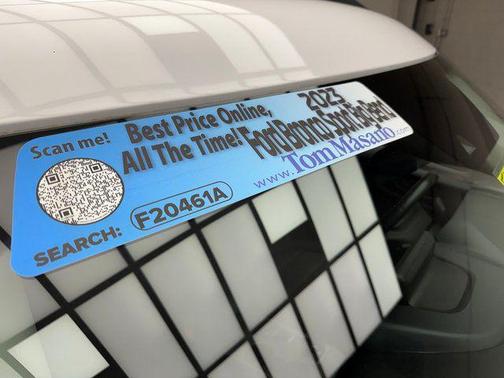 Scan me!
Best Price Online,
All The Time!
SEARCH: F20461A
2023
Ford Bronco Sport Big Bend
www.TomMasano.com